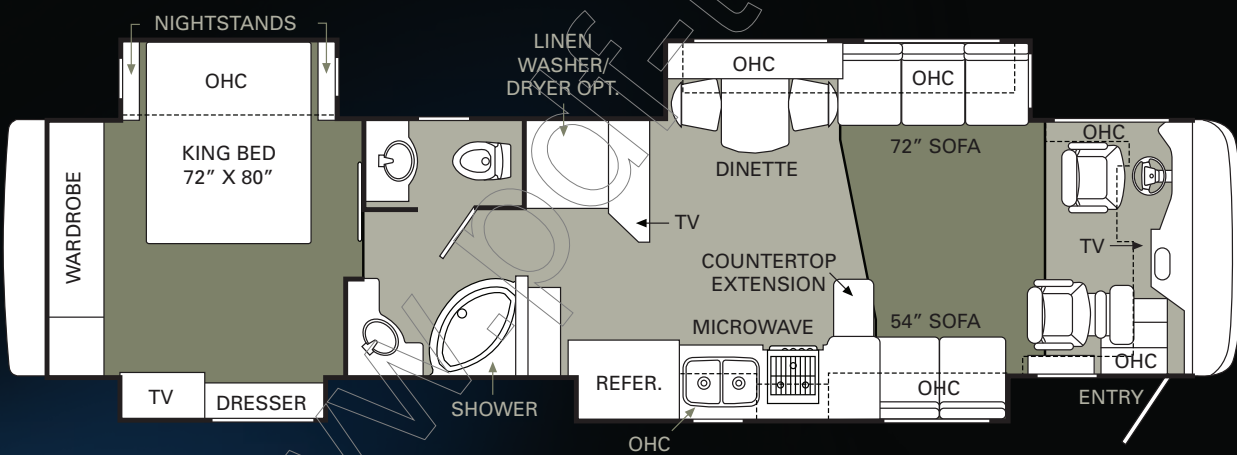 NIGHTSTANDS
OHC
KING BED
72” X 80”
WARDROBE
TV
DRESSER
LINEN
WASHER/
DRYER OPT.
TV
SHOWER
OHC
DINETTE
OHC
72” SOFA
COUNTERTOP
EXTENSION
MICROWAVE
REFER.
OHC
54” SOFA
OHC
OHC
TV
OHC
ENTRY